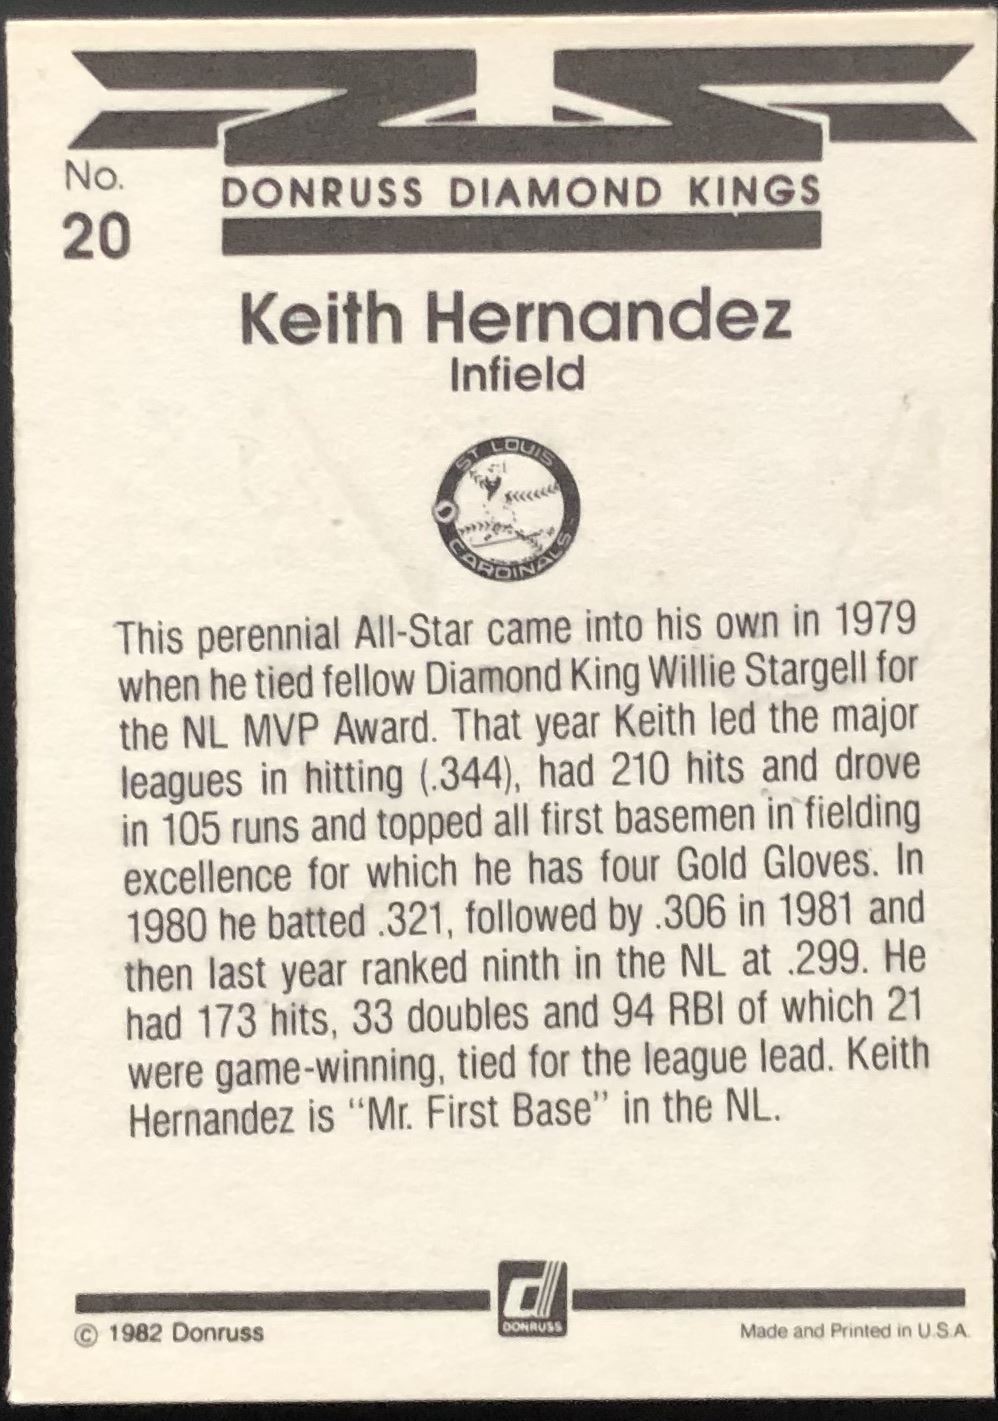 No.
20
DONRUSS DIAMOND KINGS
Keith Hernandez
Infield
ST LOUIS
CARDINALS
This perennial All-Star came into his own in 1979
when he tied fellow Diamond King Willie Stargell for
the NL MVP Award. That year Keith led the major
leagues in hitting (.344), had 210 hits and drove
in 105 runs and topped all first basemen in fielding
excellence for which he has four Gold Gloves. In
1980 he batted .321, followed by .306 in 1981 and
then last year ranked ninth in the NL at .299. He
had 173 hits, 33 doubles and 94 RBI of which 21
were game-winning, tied for the league lead. Keith
Hernandez is “Mr. First Base” in the NL.
d
DONRUSS
© 1982 Donruss
Made and Printed in U.S.A.